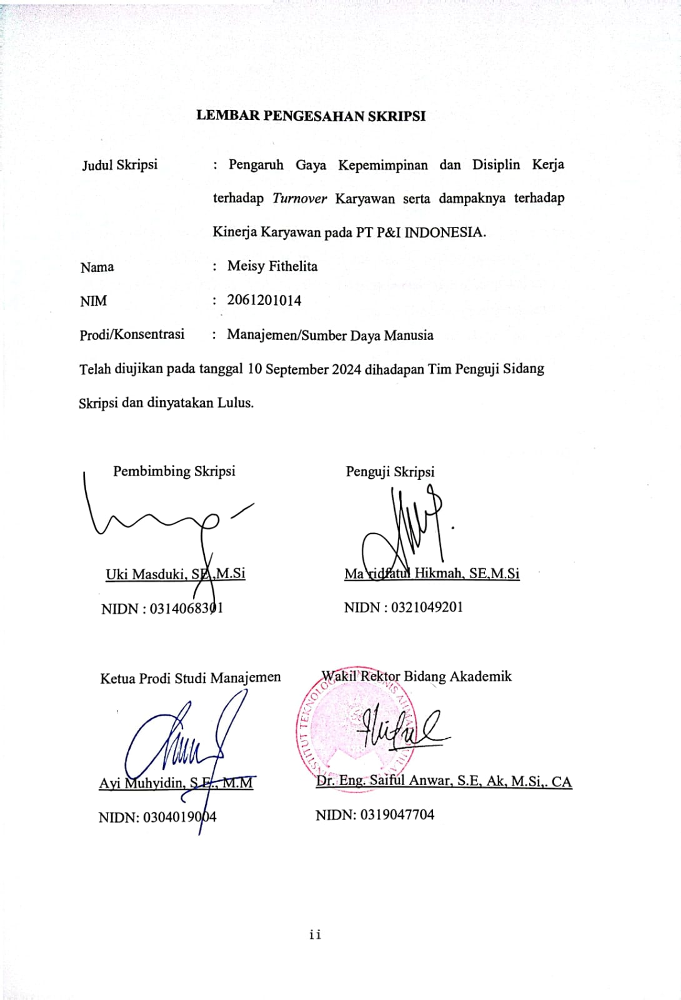 LEMBAR PENGESAHAN SKRIPSI
Judul Skripsi : Pengaruh Gaya Kepemimpinan dan Disiplin Kerja
terhadap Turnover Karyawan serta dampaknya terhadap
Kinerja Karyawan pada PT P&I INDONESIA.
Nama : Meisy Fithelita
NIM : 2061201014
Prodi/Konsentrasi : Manajemen/Sumber Daya Manusia
Telah diujikan pada tanggal 10 September 2024 dihadapan Tim Penguji Sidang
Skripsi dan dinyatakan Lulus.
Pembimbing Skripsi Penguji Skripsi
Uki Masduki, SE.,M.Si Ma'ridfatul Hikmah, SE,M.Si
NIDN : 0314068301 NIDN : 0321049201
Ketua Prodi Studi Manajemen Wakil Rektor Bidang Akademik
INSTITUT TEKNOLOGI
Ayi Muhyidin, S.E., M.M Dr. Eng. Saiful Anwar, S.E, Ak, M.Si,. CA
NIDN: 0304019004 NIDN: 0319047704
ii